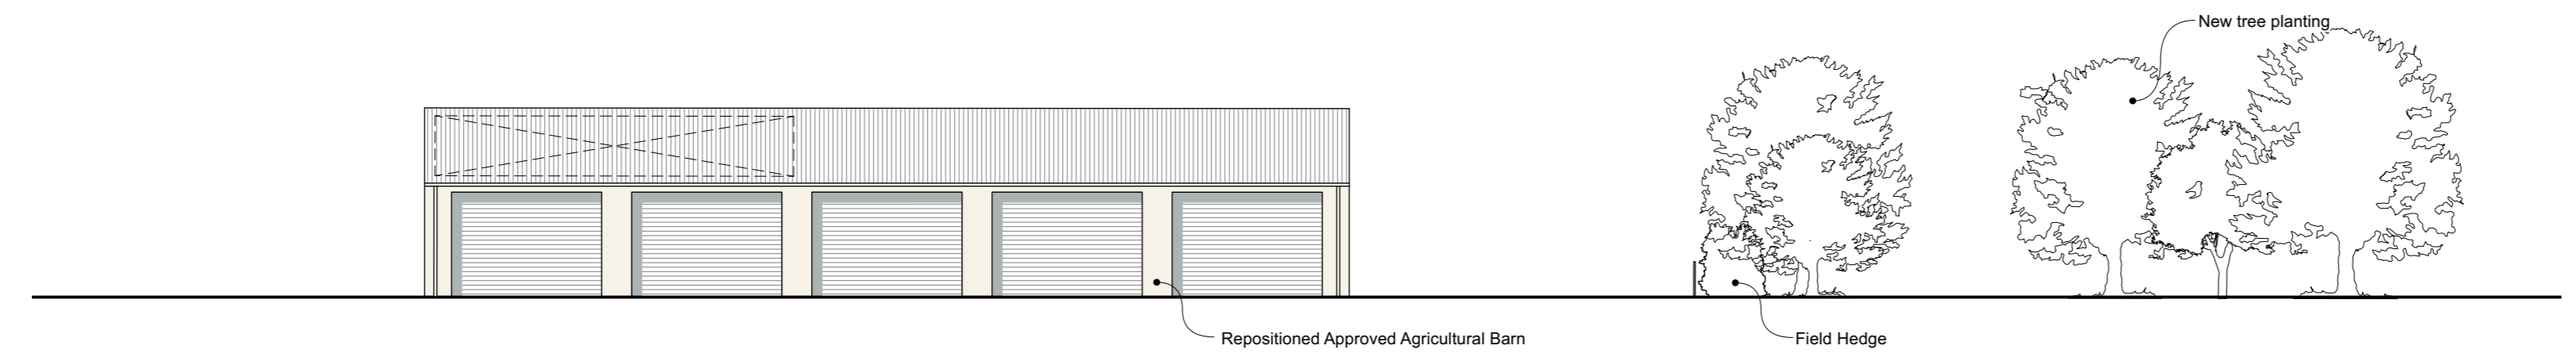 New tree planting
Repositioned Approved Agricultural Barn
Field Hedge